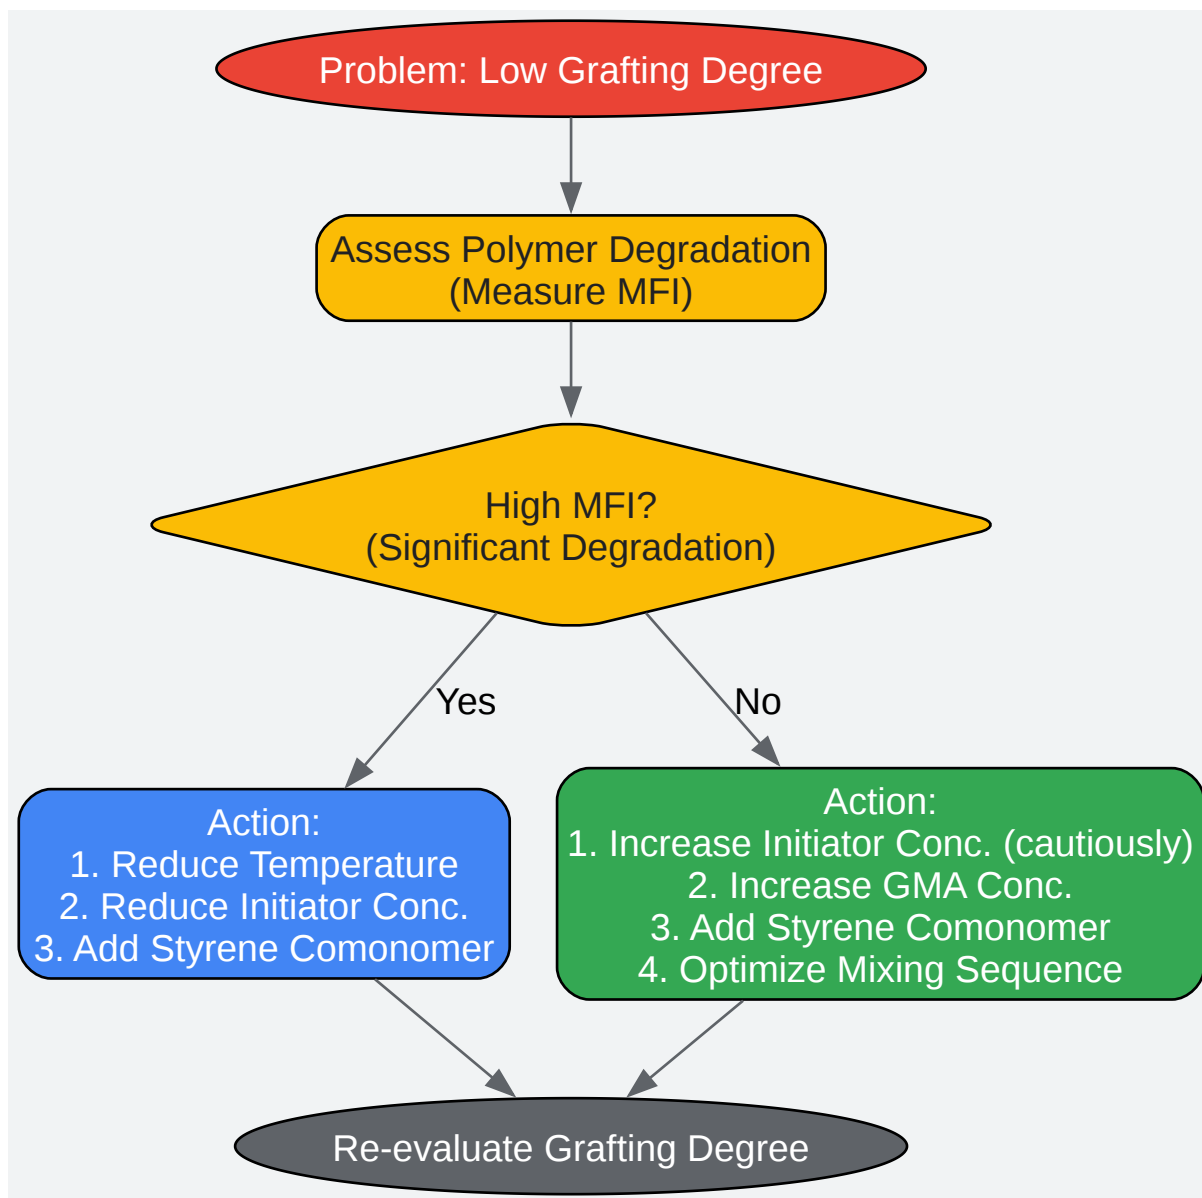 Problem: Low Grafting Degree
Assess Polymer Degradation
(Measure MFI)
High MFI?
(Significant Degradation)
Yes
No
Action:
1. Reduce Temperature
2. Reduce Initiator Conc.
3. Add Styrene Comonomer
Action:
1. Increase Initiator Conc. (cautiously)
2. Increase GMA Conc.
3. Add Styrene Comonomer
4. Optimize Mixing Sequence
Re-evaluate Grafting Degree